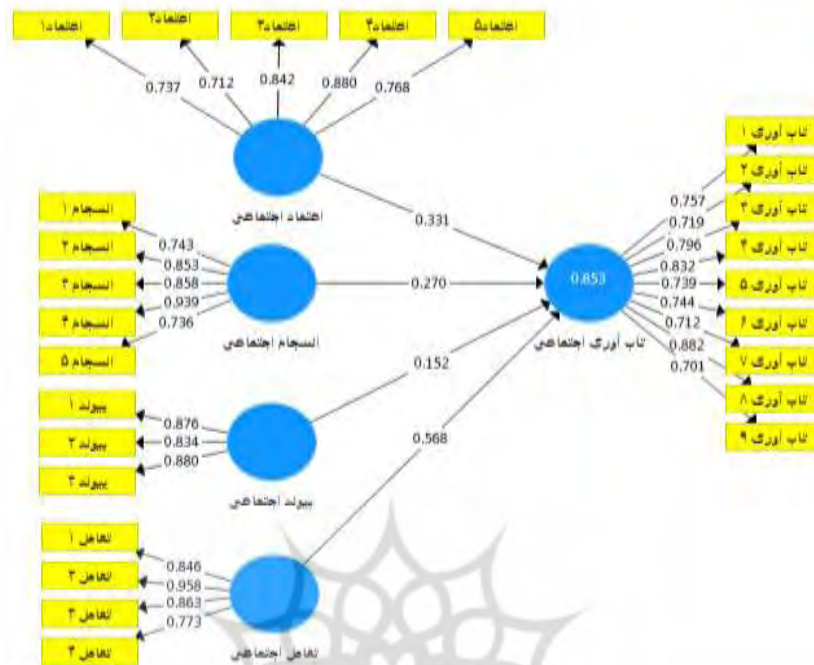 اعتماد۱
اعتماد۲
اعتماد۳
اعتماد۴
اعتماد۵
0.737
0.712
0.842
0.880
0.768
اعتماد اجتماعی
0.331
انسجام ۱
انسجام ۲
انسجام ۳
انسجام ۴
انسجام ۵
0.743
0.853
0.858
0.939
0.736
انسجام اجتماعی
0.270
پیوند ۱
پیوند ۲
پیوند ۳
0.876
0.834
0.880
پیوند اجتماعی
0.152
تعامل ۱
تعامل ۲
تعامل ۳
تعامل ۴
0.846
0.958
0.863
0.773
تعامل اجتماعی
0.568
0.853
تاب آوری اجتماعی
0.757
0.719
0.796
0.832
0.739
0.744
0.712
0.882
0.701
تاب آوری ۱
تاب آوری ۲
تاب آوری ۳
تاب آوری ۴
تاب آوری ۵
تاب آوری ۶
تاب آوری ۷
تاب آوری ۸
تاب آوری ۹